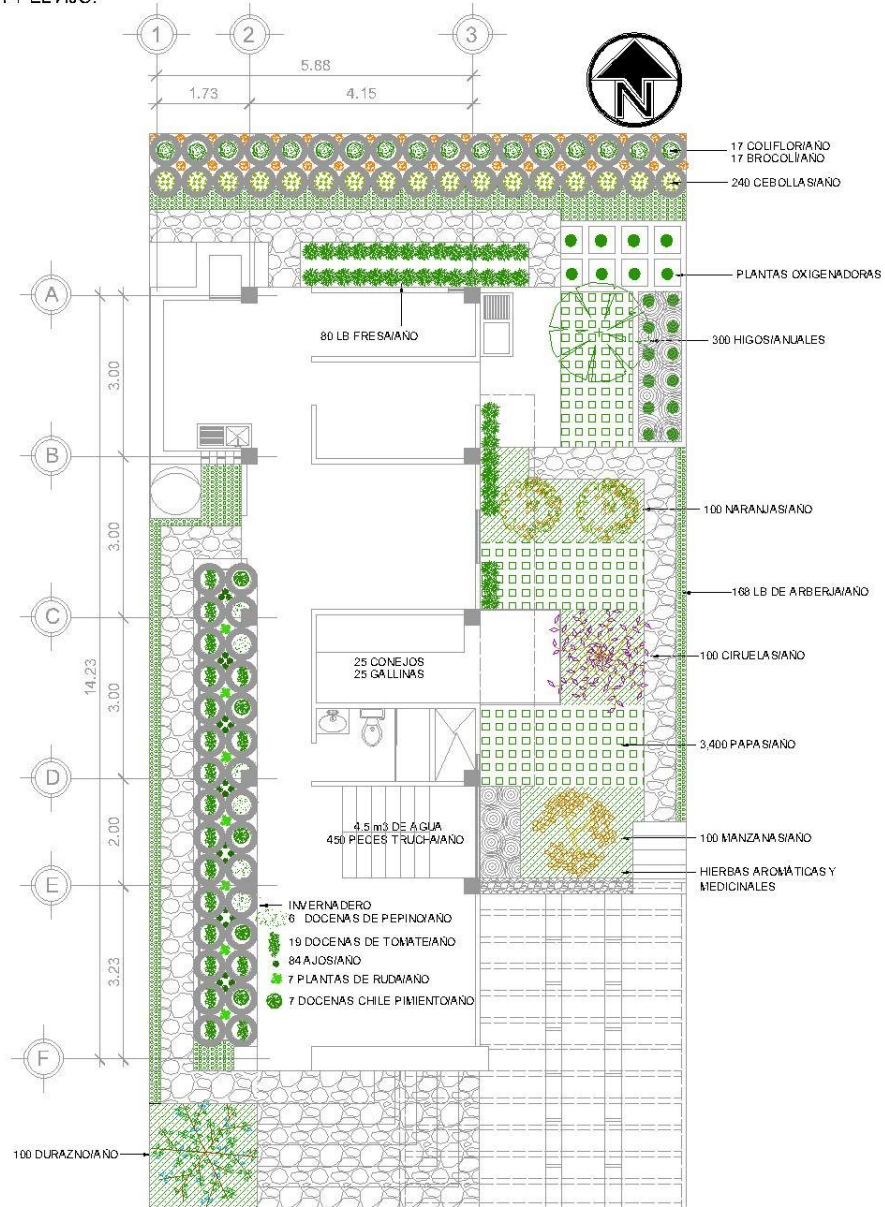 1
2
3
5.88
1.73
4.15
N
17 COLIFLOR/AÑO
17 BROCOLÍ/AÑO
240 CEBOLLAS/AÑO
PLANTAS OXIGENADORAS
A
80 LB FRESA/AÑO
300 HIGOS/ANUALES
3.00
B
100 NARANJAS/AÑO
3.00
168 LB DE ARBERJA/AÑO
C
100 CIRUELAS/AÑO
25 CONEJOS
25 GALLINAS
14.23
3.00
3,400 PAPAS/AÑO
D
4.5 m3 DE AGUA
450 PECES TRUCHA/AÑO
2.00
100 MANZANAS/AÑO
HIERBAS AROMÁTICAS Y
MEDICINALES
E
INVERNADERO
6 DOCENAS DE PEPINO/AÑO
19 DOCENAS DE TOMATE/AÑO
84 AJOS/AÑO
7 PLANTAS DE RUDA/AÑO
7 DOCENAS CHILE PIMIENTO/AÑO
3.23
F
100 DURAZNO/AÑO